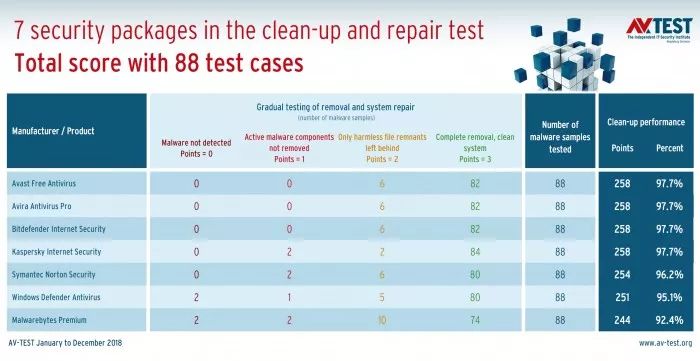 7 security packages in the clean-up and repair test
Total score with 88 test cases
AVTEST
The Independent IT-Security Institute
Manufacturer / Product
Gradual testing of removal and system repair
(number of malware samples)
Malware not detected
Points = 0
Active malware components
not removed
Points = 1
Only harmless file remnants
left behind
Points = 2
Complete removal, clean
system
Points = 3
Number of
malware samples
tested
Clean-up performance
Points Percent
Avast Free Antivirus 0 0 6 82 88 258 97.7%
Avira Antivirus Pro 0 0 6 82 88 258 97.7%
Bitdefender Internet Security 0 0 6 82 88 258 97.7%
Kaspersky Internet Security 0 2 2 84 88 258 97.7%
Symantec Norton Security 0 2 6 80 88 254 96.2%
Windows Defender Antivirus 2 1 5 80 88 251 95.1%
Malwarebytes Premium 2 2 10 74 88 244 92.4%
AV-TEST January to December 2018
www.av-test.org